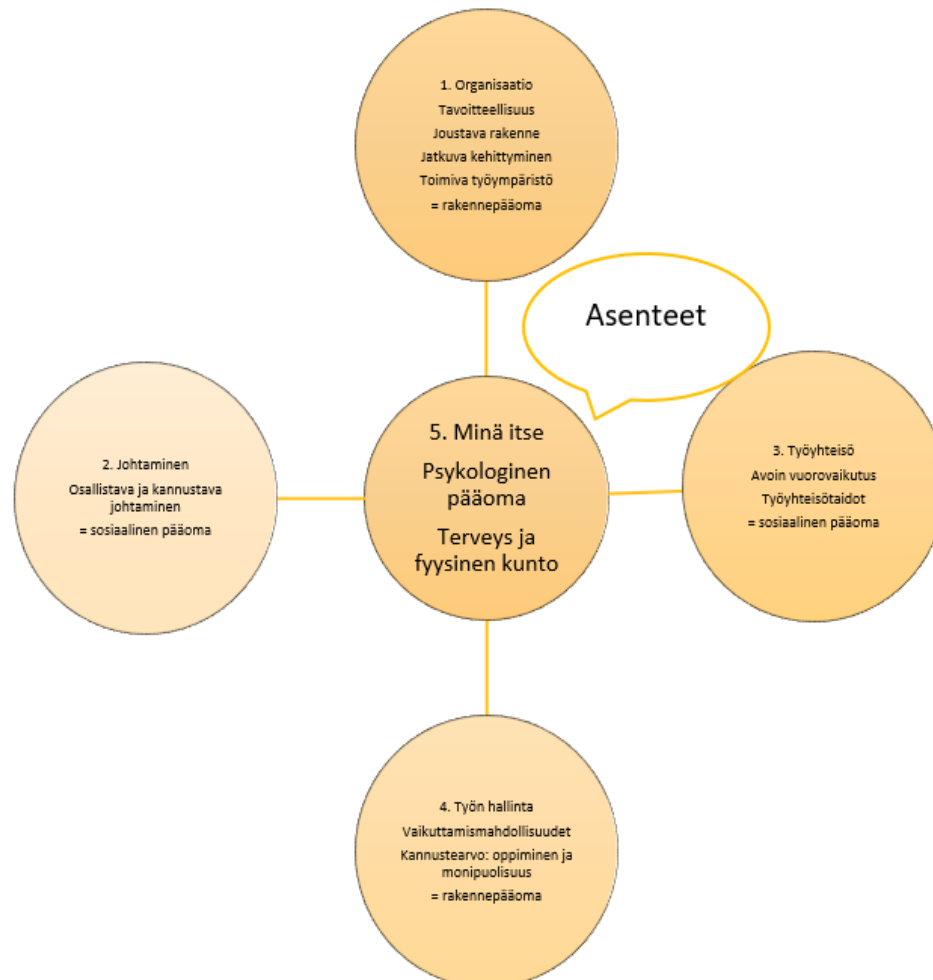 1. Organisaatio
Tavoitteellisuus
Joustava rakenne
Jatkuva kehittyminen
Toimiva työympäristö
= rakennepääoma
Asenteet
2. Johtaminen
Osallistava ja kannustava
johtaminen
= sosiaalinen pääoma
5. Minä itse
Psykologinen
pääoma
Terveys ja
fyysinen kunto
3. Työyhteisö
Avoin vuorovaikutus
Työyhteisötaidot
= sosiaalinen pääoma
4. Työn hallinta
Vaikuttamismahdollisuudet
Kannustearvo: oppiminen ja
monipuolisuus
= rakennepääoma